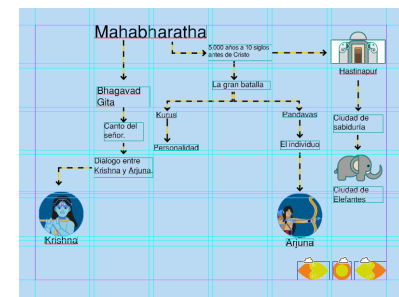 Mahabharatha
5.000 años a 10 siglos
antes de Cristo
Hastinapur
La gran batalla
Bhagavad
Gita
Kurus
Pandavas
Ciudad de
sabiduria
Canto del
señor.
Personalidad
El individuo
Diálogo entre
Krishna y Arjuna.
Ciudad de
Elefantes
Krishna
Arjuna